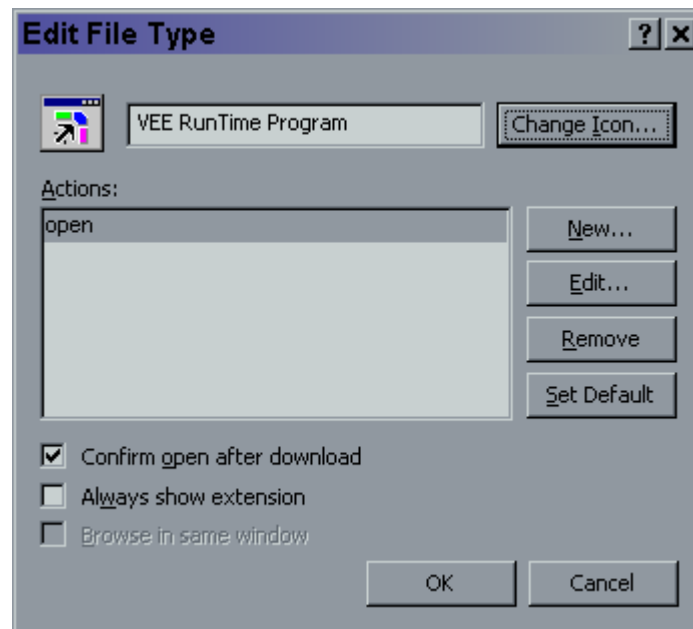 Edit File Type
VEE RunTime Program
Change Icon...
Actions:
open
New...
Edit...
Remove
Set Default
Confirm open after download
Always show extension
Browse in same window
OK
Cancel